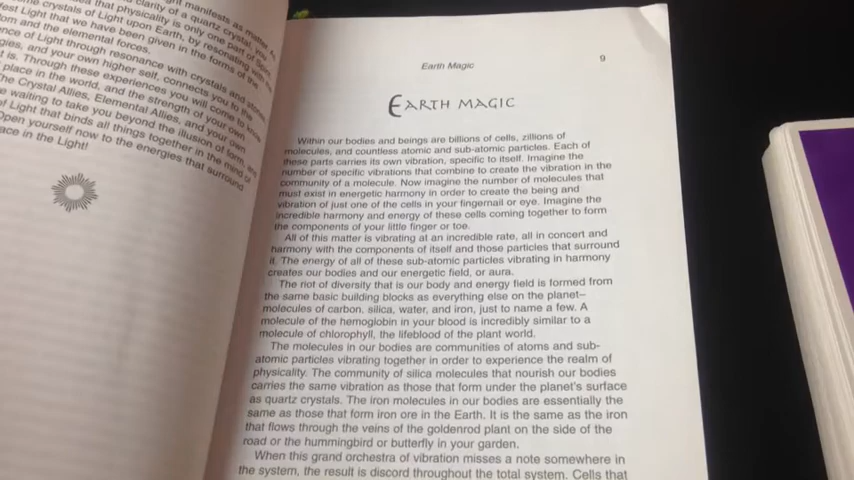 manifests as matter
clarity of a quartz crystal, you
that physicality is only one part of
crystals of Light upon Earth, by resonating with
est Light that we have been given in the forms of the
om and the elemental forces.
ence of Light through resonance with crystals and
gies, and your own higher self, connects you to the
t is. Through these experiences you will come to know
place in the world, and the strength of your own
he Crystal Allies, Elemental Allies, and your own
waiting to take you beyond the illusion of form,
f Light that binds all things together in the mind of
Open yourself now to the energies that surround
ace in the Light!
Earth Magic
9
EARTH MAGIC
Within our bodies and beings are billions of cells, zillions of
molecules, and countless atomic and sub-atomic particles. Each of
these parts carries its own vibration, specific to itself. Imagine the
number of specific vibrations that combine to create the vibration in the
community of a molecule. Now imagine the number of molecules that
must exist in energetic harmony in order to create the being and
vibration of just one of the cells in your fingernail or eye. Imagine the
incredible harmony and energy of these cells coming together to form
the components of your little finger or toe.
All of this matter is vibrating at an incredible rate, all in concert and
harmony with the components of itself and those particles that surround
it. The energy of all of these sub-atomic particles vibrating in harmony
creates our bodies and our energetic field, or aura.
The riot of diversity that is our body and energy field is formed from
the same basic building blocks as everything else on the planet–
molecules of carbon, silica, water, and iron, just to name a few. A
molecule of the hemoglobin in your blood is incredibly similar to a
molecule of chlorophyll, the lifeblood of the plant world.
The molecules in our bodies are communities of atoms and sub-
atomic particles vibrating together in order to experience the realm of
physicality. The community of silica molecules that nourish our bodies
carries the same vibration as those that form under the planet's surface
as quartz crystals. The iron molecules in our bodies are essentially the
same as those that form iron ore in the Earth. It is the same as the iron
that flows through the veins of the goldenrod plant on the side of the
road or the hummingbird or butterfly in your garden.
When this grand orchestra of vibration misses a note somewhere in
the system, the result is discord throughout the total system. Cells that